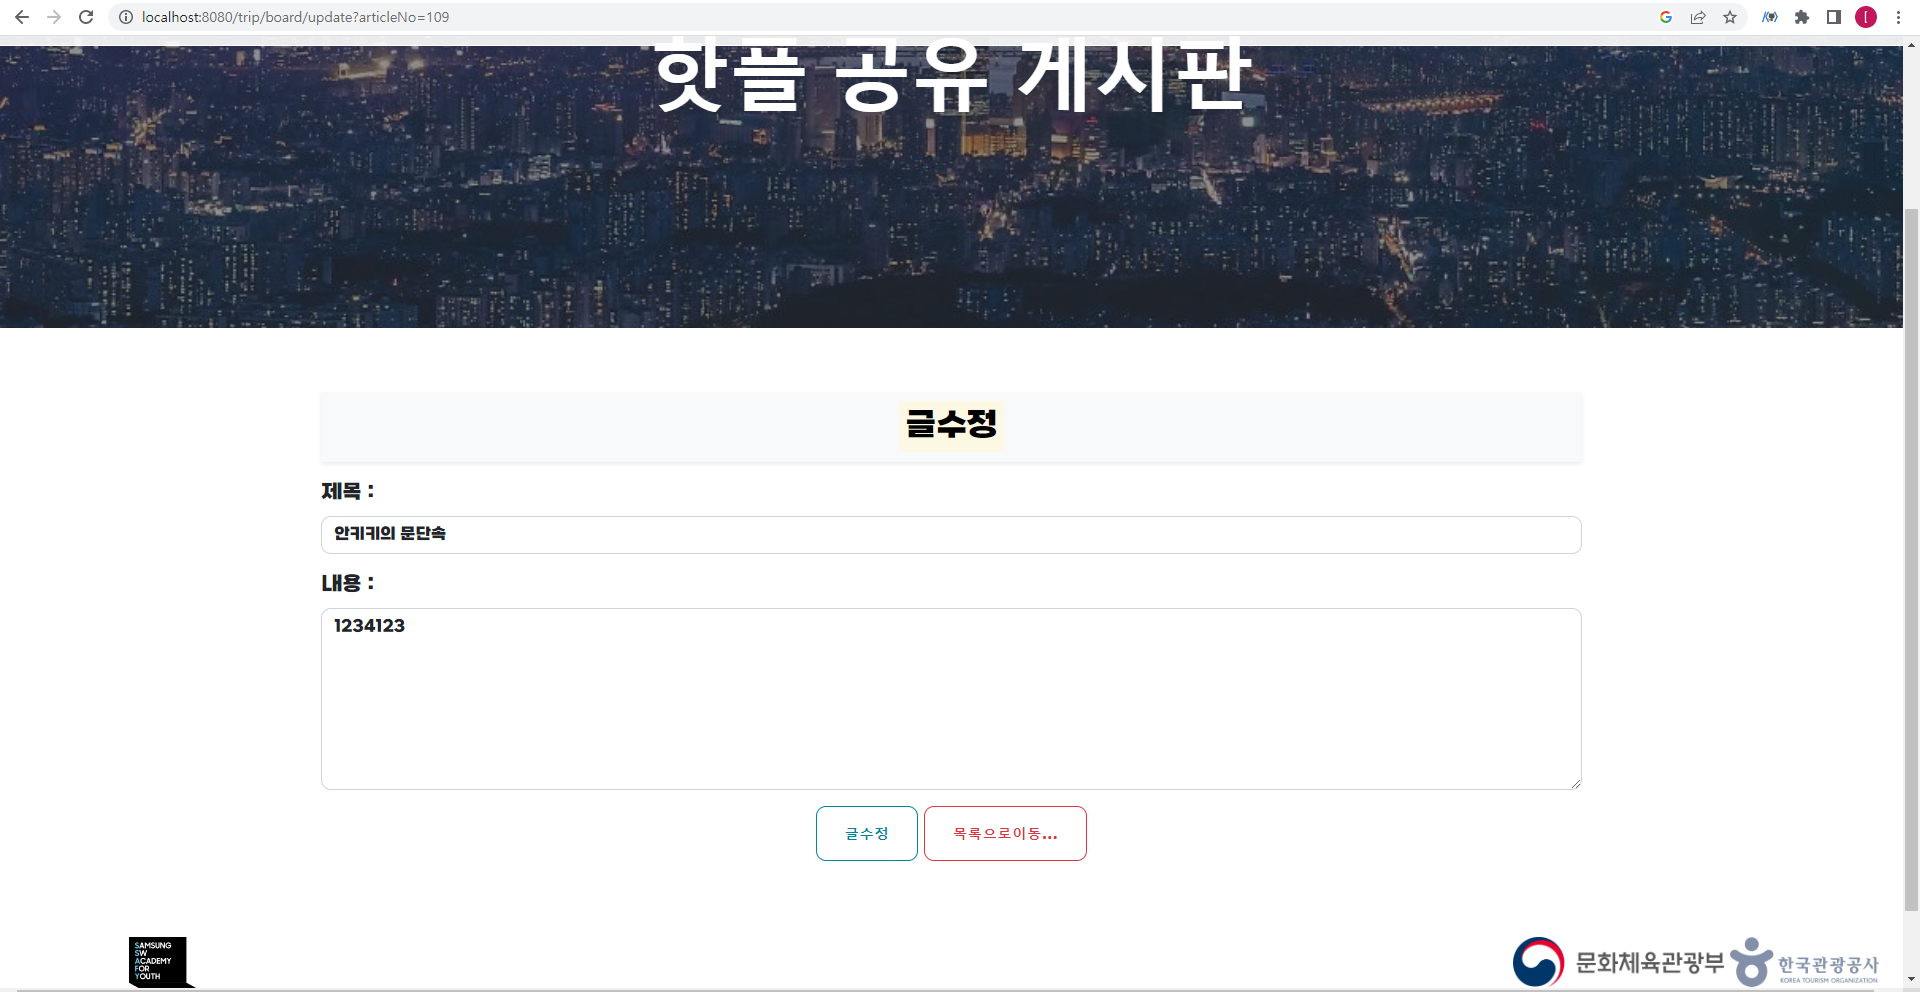 localhost:8080/trip/board/update?articleNo=109
핫플 공유 게시판
글수정
제목 :
안키키의 문단속
내용 :
1234123
글수정 목록으로이동...
SAMSUNG
SW
ACADEMY
FOR
YOUTH
문화체육관광부
한국관광공사
KOREA TOURISM ORGANIZATION